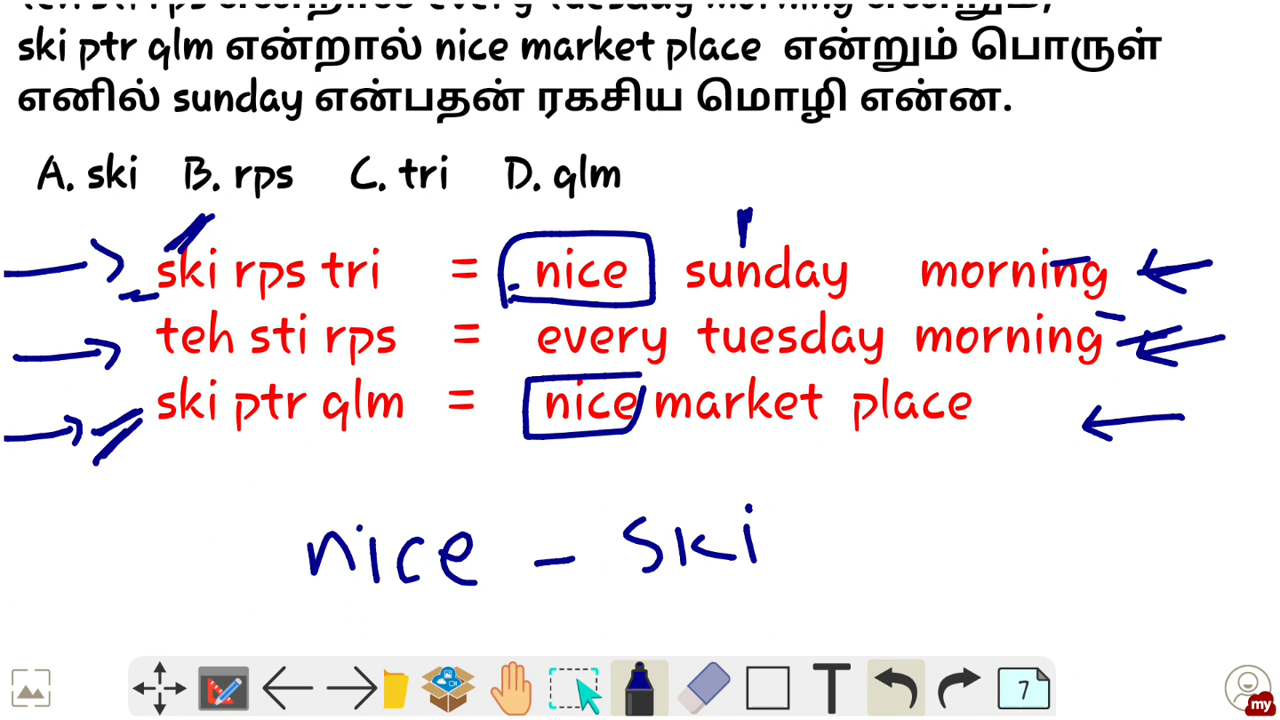 ski ptr qlm என்றால் nice market place என்றும் பொருள்
எனில் sunday என்பதன் ரகசிய மொழி என்ன.
A. ski B. rps C. tri D. qlm
ski rps tri = nice sunday morning
teh sti rps = every tuesday morning
ski ptr qlm = nice market place
nice - ski
T
7
my